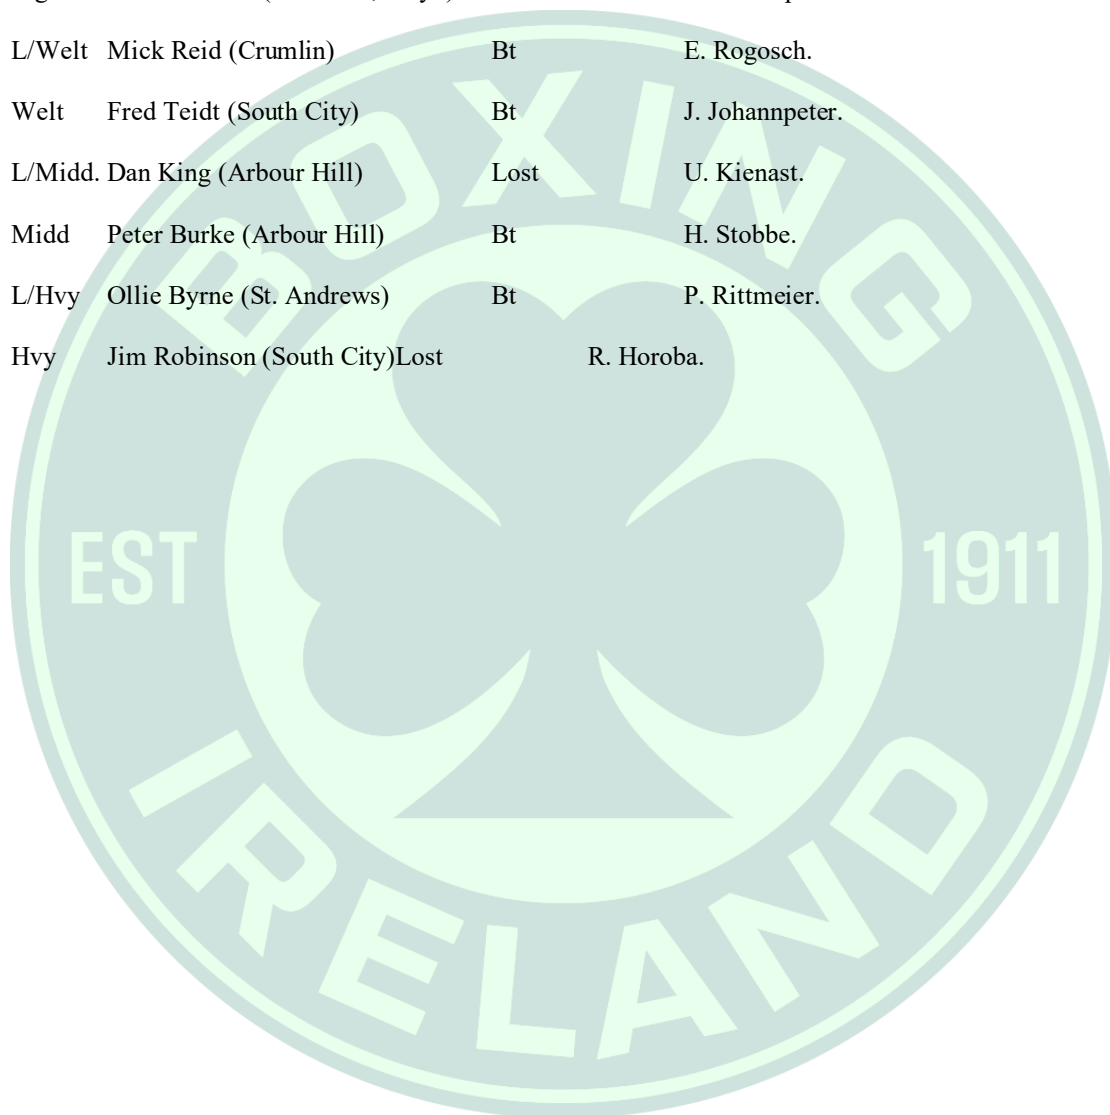 L/Welt Mick Reid (Crumlin) Bt E. Rogosch.
Welt Fred Teidt (South City) Bt J. Johannpeter.
L/Midd. Dan King (Arbour Hill) Lost U. Kienast.
Midd Peter Burke (Arbour Hill) Bt H. Stobbe.
L/Hvy Ollie Byrne (St. Andrews) Bt P. Rittmeier.
Hvy Jim Robinson (South City)Lost R. Horoba.
BOXING
EST 1911
IRELAND